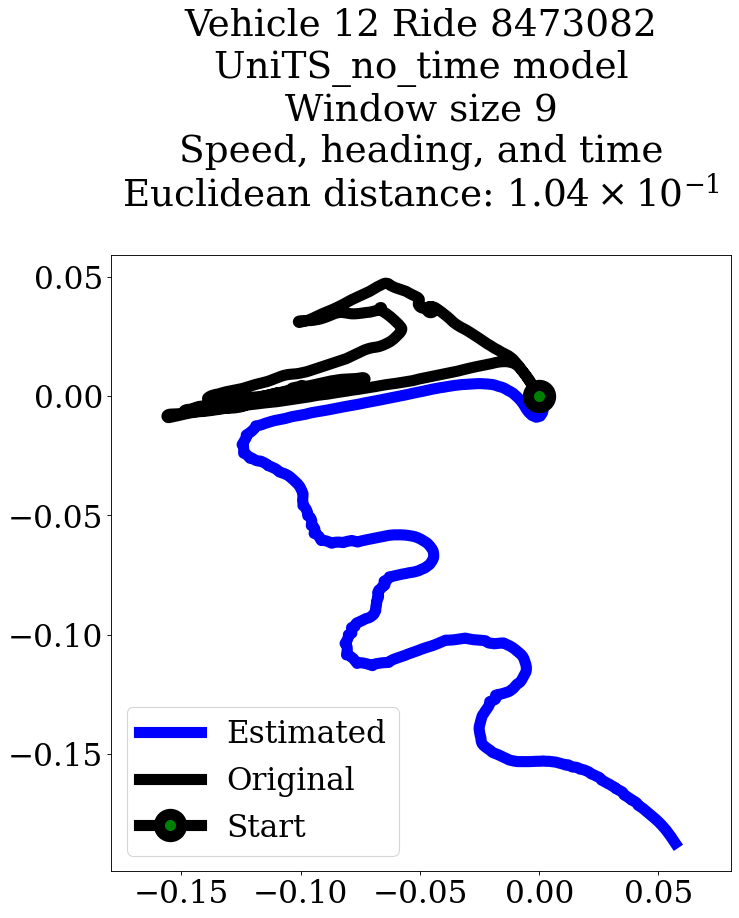 Vehicle 12 Ride 8473082
UniTS_no_time model
Window size 9
Speed, heading, and time
Euclidean distance: 1.04 × 10⁻¹
0.05
0.00
−0.05
−0.10
−0.15
Estimated
Original
Start
−0.15 −0.10 −0.05 0.00 0.05